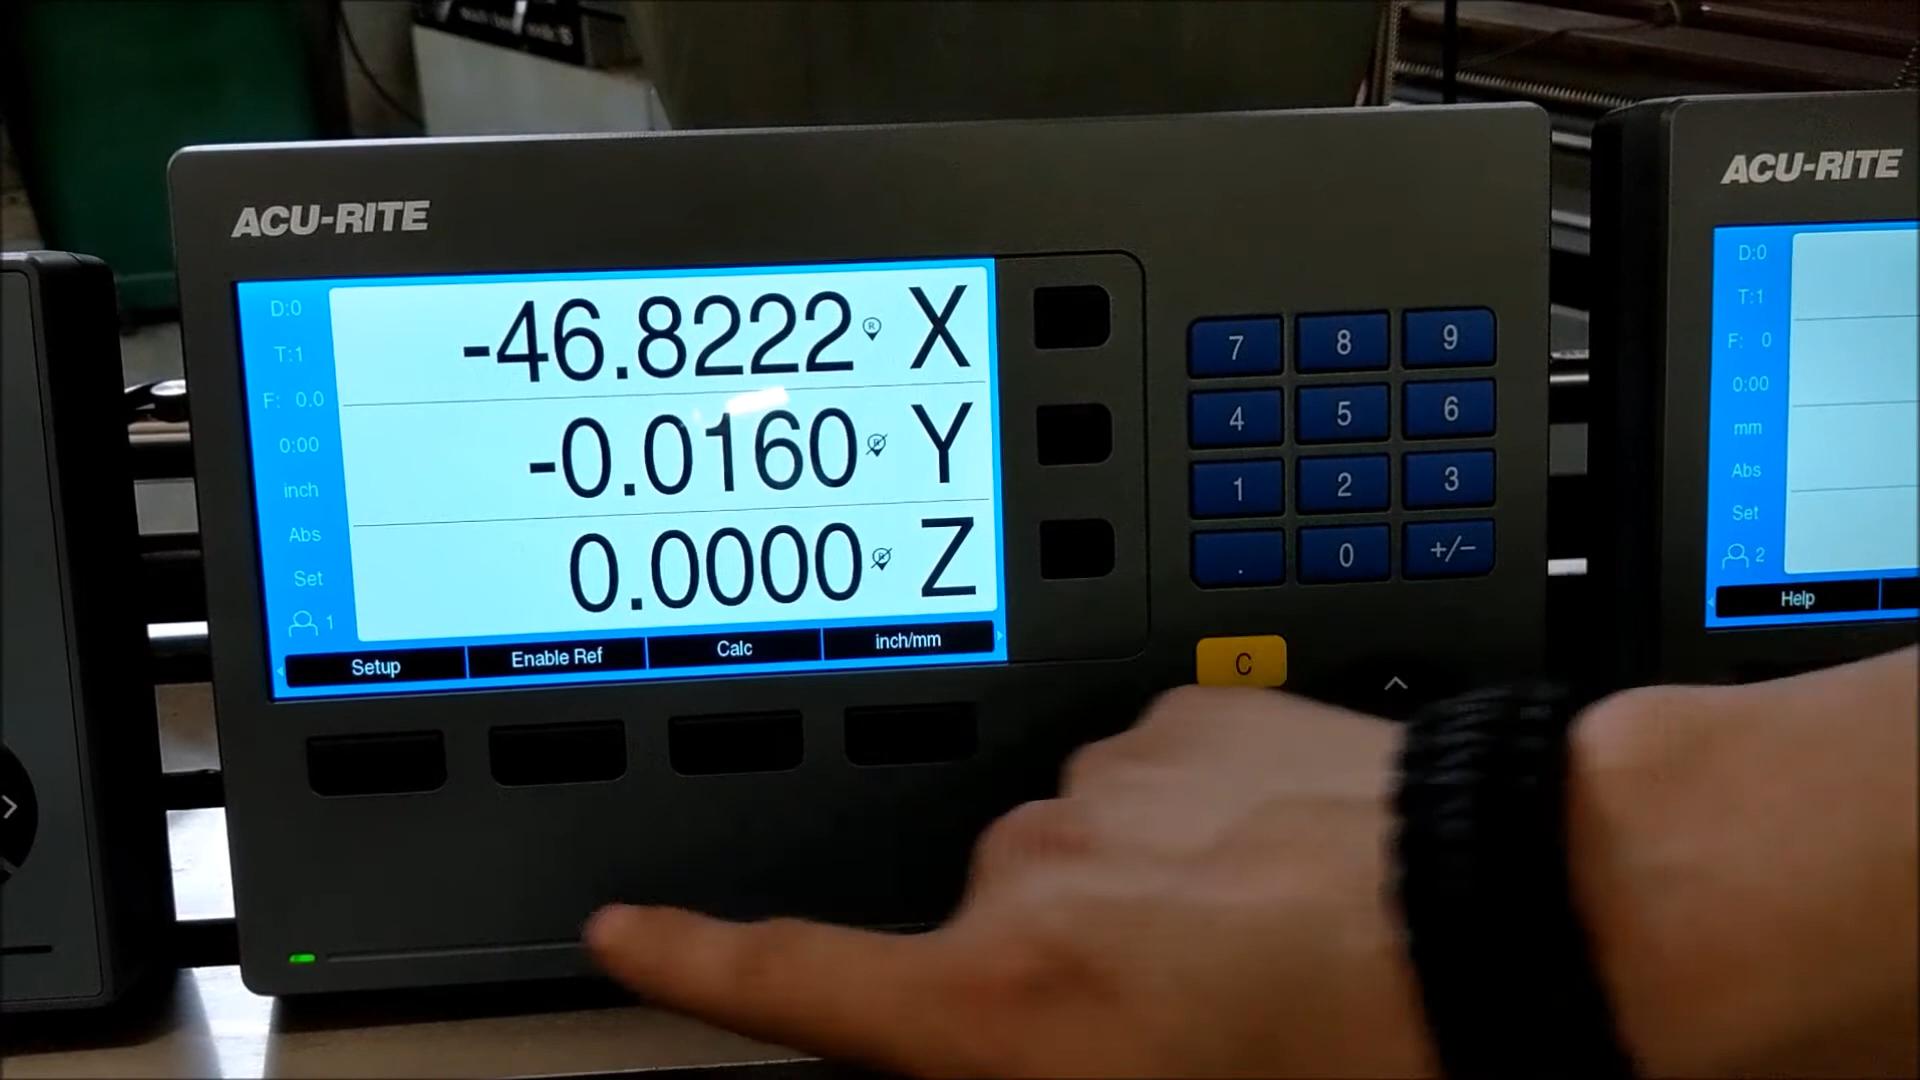 ACU-RITE
D:0
T:1
F: 0.0
0:00
inch
Abs
Set
1
-46.8222 R X
-0.0160 R Y
0.0000 R Z
Setup Enable Ref Calc inch/mm
7 8 9
4 5 6
1 2 3
. 0 +/-
C
ACU-RITE
D:0
T:1
F: 0
0:00
mm
Abs
Set
2
Help